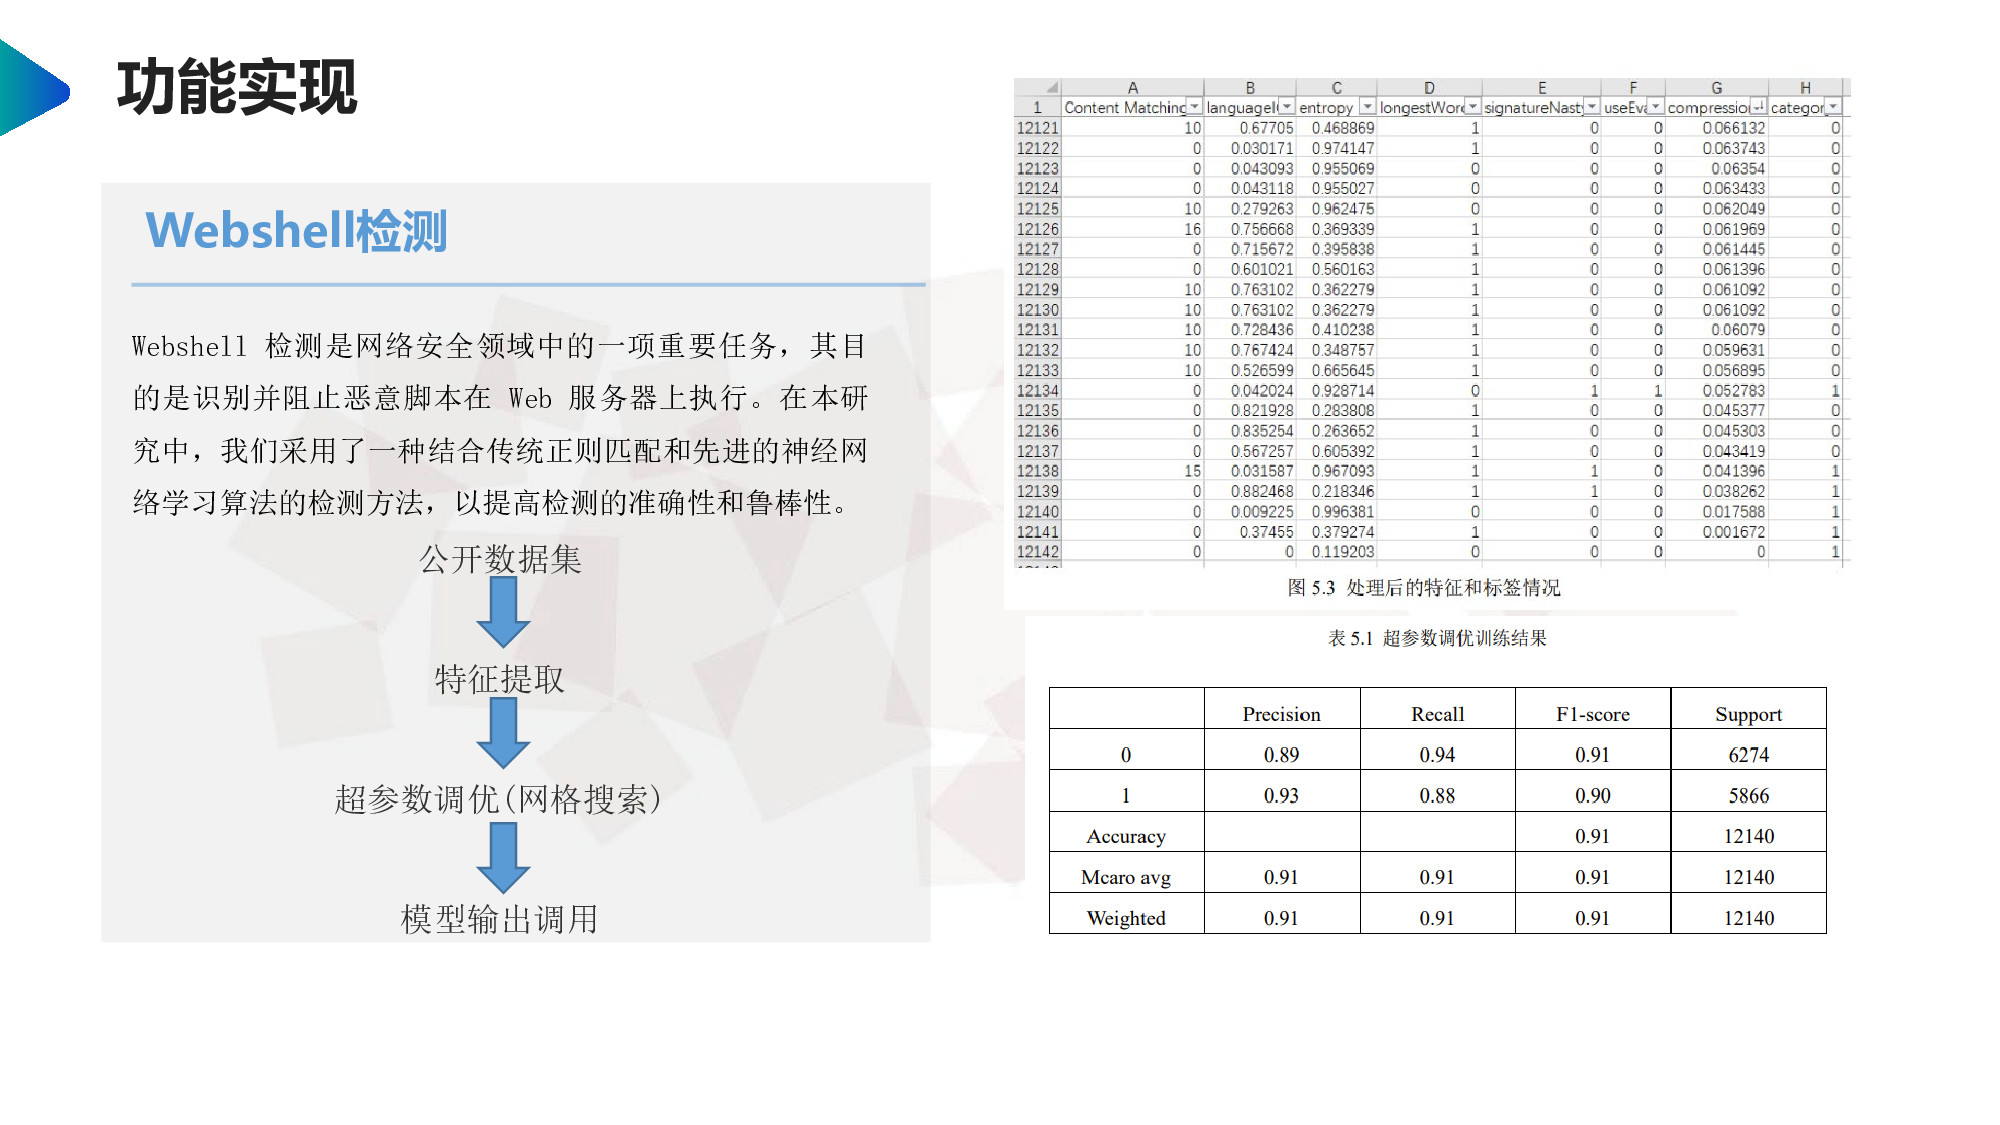 功能实现
Webshell检测
Webshell 检测是网络安全领域中的一项重要任务，其目
的是识别并阻止恶意脚本在 Web 服务器上执行。在本研
究中，我们采用了一种结合传统正则匹配和先进的神经网
络学习算法的检测方法，以提高检测的准确性和鲁棒性。
公开数据集
特征提取
超参数调优(网格搜索)
模型输出调用
A B C D E F G H
1 Content Matching languageI entropy longestWord signatureNasty useEva compression categor
12121 10 0.67705 0.468869 1 0 0 0.066132 0
12122 0 0.030171 0.974147 1 0 0 0.063743 0
12123 0 0.043093 0.955069 0 0 0 0.06354 0
12124 0 0.043118 0.955027 0 0 0 0.063433 0
12125 10 0.279263 0.962475 0 0 0 0.062049 0
12126 16 0.756668 0.369339 1 0 0 0.061969 0
12127 0 0.715672 0.395838 1 0 0 0.061445 0
12128 0 0.601021 0.560163 1 0 0 0.061396 0
12129 10 0.763102 0.362279 1 0 0 0.061092 0
12130 10 0.763102 0.362279 1 0 0 0.061092 0
12131 10 0.728436 0.410238 1 0 0 0.06079 0
12132 10 0.767424 0.348757 1 0 0 0.059631 0
12133 10 0.526599 0.665645 1 0 0 0.056895 0
12134 0 0.042024 0.928714 0 1 1 0.052783 1
12135 0 0.821928 0.283808 1 0 0 0.045377 0
12136 0 0.835254 0.263652 1 0 0 0.045303 0
12137 0 0.567257 0.605392 1 0 0 0.043419 0
12138 15 0.031587 0.967093 1 1 0 0.041396 1
12139 0 0.882468 0.218346 1 1 0 0.038262 1
12140 0 0.009225 0.996381 0 0 0 0.017588 1
12141 0 0.37455 0.379274 1 0 0 0.001672 1
12142 0 0 0.119203 0 0 0 0 1
图 5.3 处理后的特征和标签情况
表 5.1 超参数调优训练结果
Precision Recall F1-score Support
0 0.89 0.94 0.91 6274
1 0.93 0.88 0.90 5866
Accuracy 0.91 12140
Mcaro avg 0.91 0.91 0.91 12140
Weighted 0.91 0.91 0.91 12140